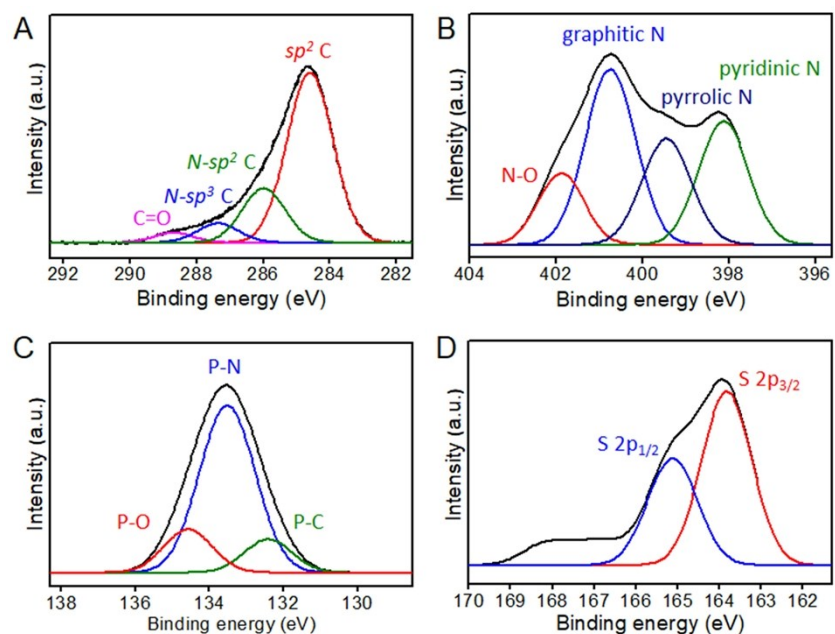 A
Intensity (a.u.)
sp² C
N-sp² C
N-sp³ C
C=O
292 290 288 286 284 282
Binding energy (eV)
B
Intensity (a.u.)
graphitic N
pyridinic N
pyrrolic N
N-O
404 402 400 398 396
Binding energy (eV)
C
Intensity (a.u.)
P-N
P-O
P-C
138 136 134 132 130
Binding energy (eV)
D
Intensity (a.u.)
S 2p₃/₂
S 2p₁/₂
170 169 168 167 166 165 164 163 162
Binding energy (eV)